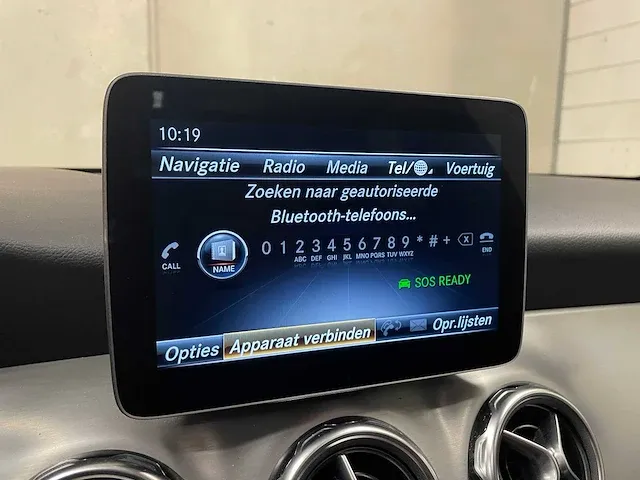 10:19
Navigatie Radio Media Tel/ Voertuig
Zoeken naar geautoriseerde
Bluetooth-telefoons...
0 1 2 3 4 5 6 7 8 9 * # +
ABC DEF GHI JKL MNO PQRS TUV WXYZ
CALL NAME END
SOS READY
Opties Apparaat verbinden Opr.lijsten